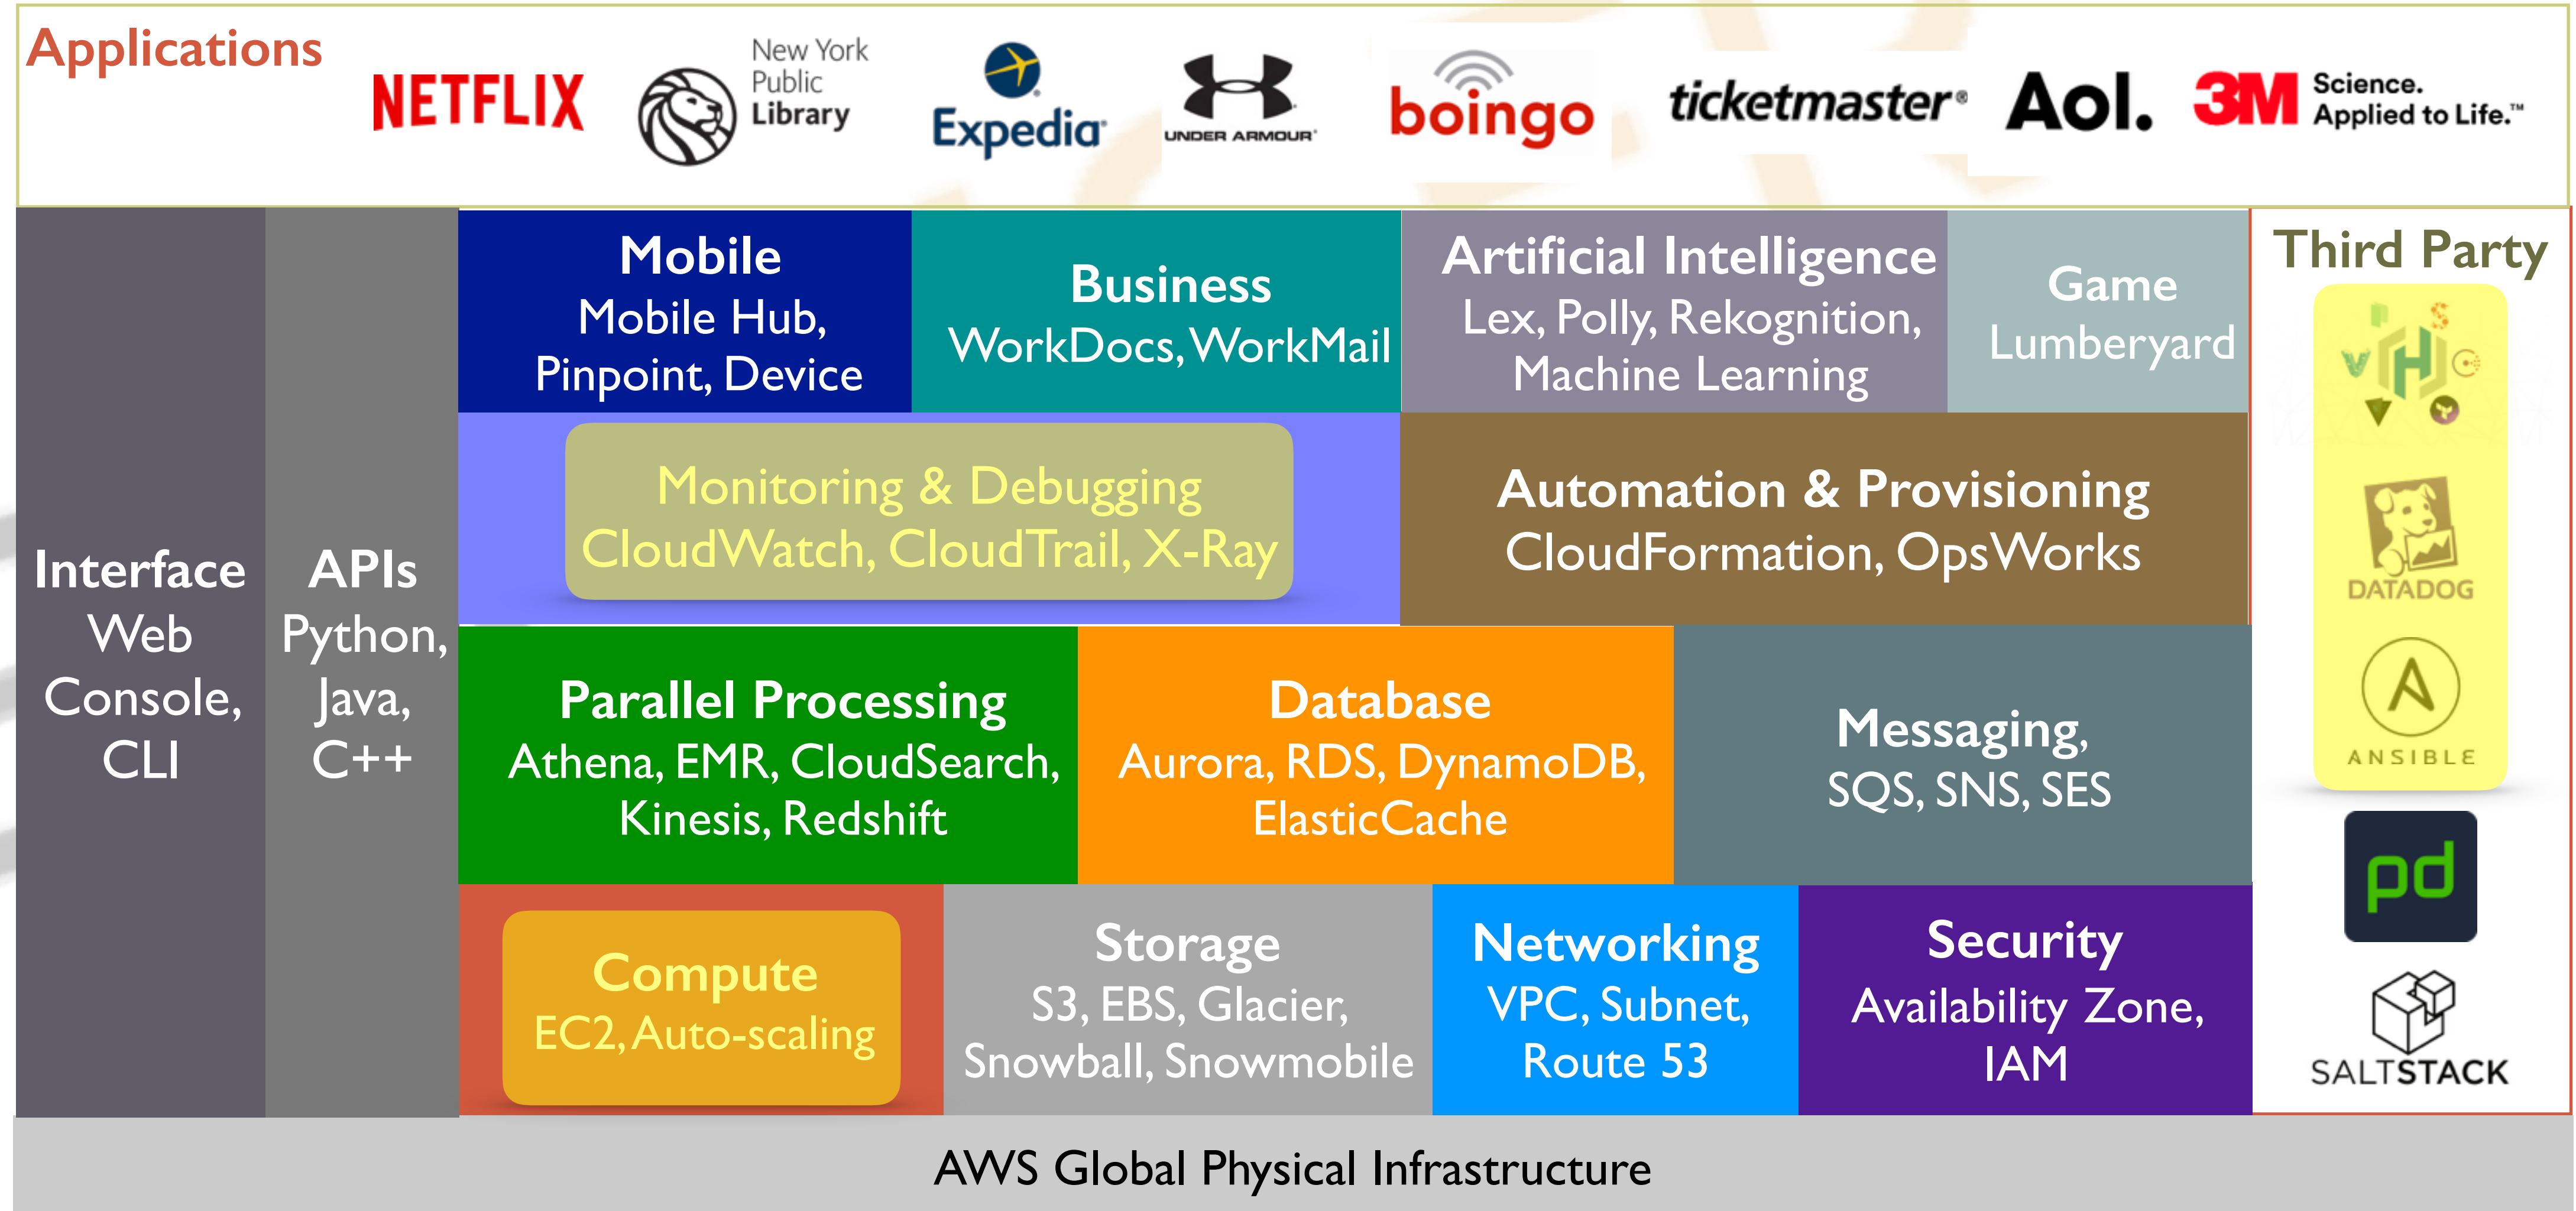 Applications
NETFLIX
New York
Public
Library
Expedia®
UNDER ARMOUR®
boingo
ticketmaster®
Aol.
3M
Science.
Applied to Life.™
Interface
Web
Console,
CLI
APIs
Python,
Java,
C++
Mobile
Mobile Hub,
Pinpoint, Device
Business
WorkDocs, WorkMail
Artificial Intelligence
Lex, Polly, Rekognition,
Machine Learning
Game
Lumberyard
Monitoring & Debugging
CloudWatch, CloudTrail, X-Ray
Automation & Provisioning
CloudFormation, OpsWorks
Parallel Processing
Athena, EMR, CloudSearch,
Kinesis, Redshift
Database
Aurora, RDS, DynamoDB,
ElasticCache
Messaging,
SQS, SNS, SES
Compute
EC2, Auto-scaling
Storage
S3, EBS, Glacier,
Snowball, Snowmobile
Networking
VPC, Subnet,
Route 53
Security
Availability Zone,
IAM
Third Party
DATADOG
ANSIBLE
pd
SALTSTACK
AWS Global Physical Infrastructure